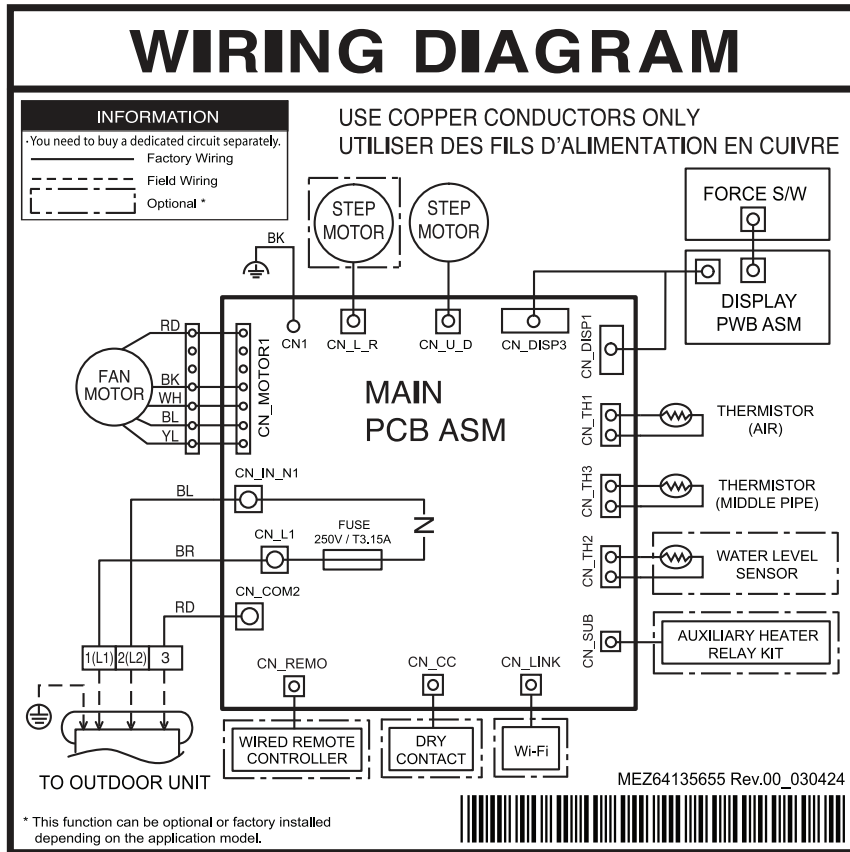 WIRING DIAGRAM
INFORMATION
·You need to buy a dedicated circuit separately.
Factory Wiring
Field Wiring
Optional *
USE COPPER CONDUCTORS ONLY
UTILISER DES FILS D'ALIMENTATION EN CUIVRE
STEP
MOTOR
STEP
MOTOR
FORCE S/W
DISPLAY
PWB ASM
BK
CN1
CN_L_R
CN_U_D
CN_DISP3
CN_DISP1
RD
BK
WH
BL
YL
FAN
MOTOR
CN_MOTOR1
MAIN
PCB ASM
CN_TH1
THERMISTOR
(AIR)
CN_TH3
THERMISTOR
(MIDDLE PIPE)
CN_TH2
WATER LEVEL
SENSOR
CN_SUB
AUXILIARY HEATER
RELAY KIT
CN_IN_N1
BL
N
CN_L1
FUSE
250V / T3.15A
BR
CN_COM2
RD
1(L1) 2(L2) 3
TO OUTDOOR UNIT
CN_REMO
CN_CC
CN_LINK
WIRED REMOTE
CONTROLLER
DRY
CONTACT
Wi-Fi
MEZ64135655 Rev.00_030424
* This function can be optional or factory installed
depending on the application model.